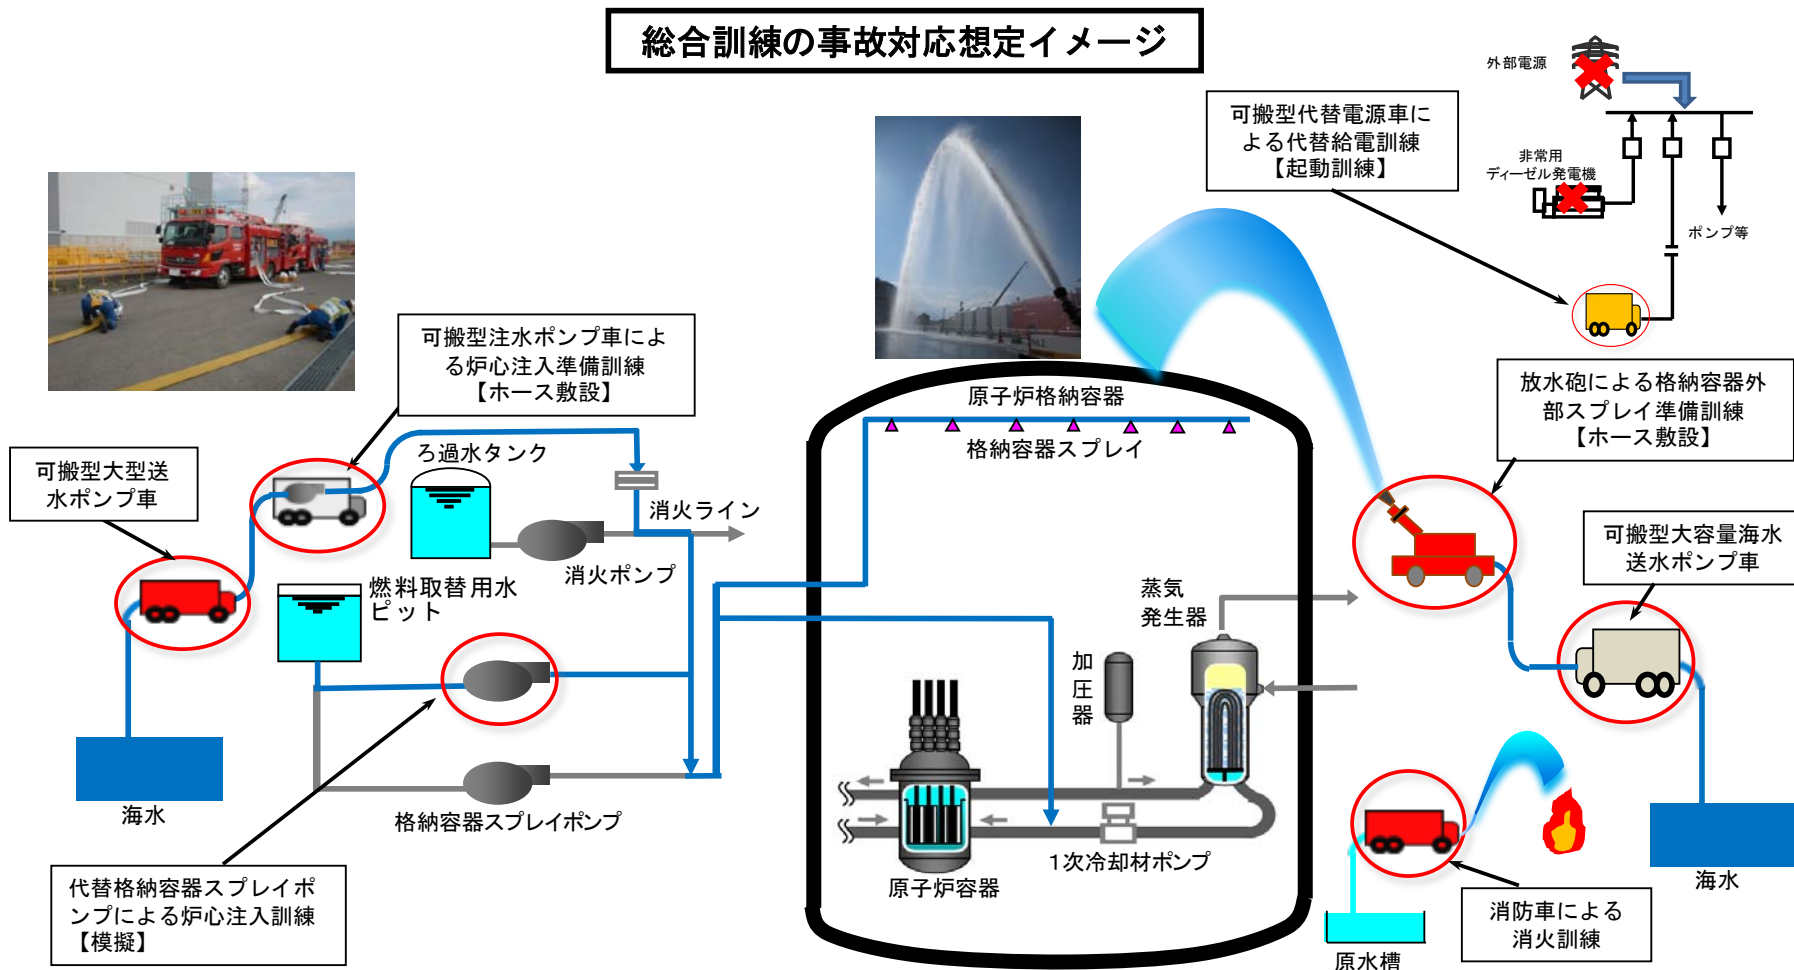 総合訓練の事故対応想定イメージ
外部電源
可搬型代替電源車に
よる代替給電訓練
【起動訓練】
非常用
ディーゼル発電機
ポンプ等
可搬型注水ポンプ車によ
る炉心注入準備訓練
【ホース敷設】
放水砲による格納容器外
部スプレイ準備訓練
【ホース敷設】
原子炉格納容器
格納容器スプレイ
可搬型大型送
水ポンプ車
ろ過水タンク
消火ライン
消火ポンプ
可搬型大容量海水
送水ポンプ車
燃料取替用水
ピット
蒸気
発生器
加
圧
器
海水
格納容器スプレイポンプ
1次冷却材ポンプ
原子炉容器
代替格納容器スプレイポ
ンプによる炉心注入訓練
【模擬】
海水
消防車による
消火訓練
原水槽